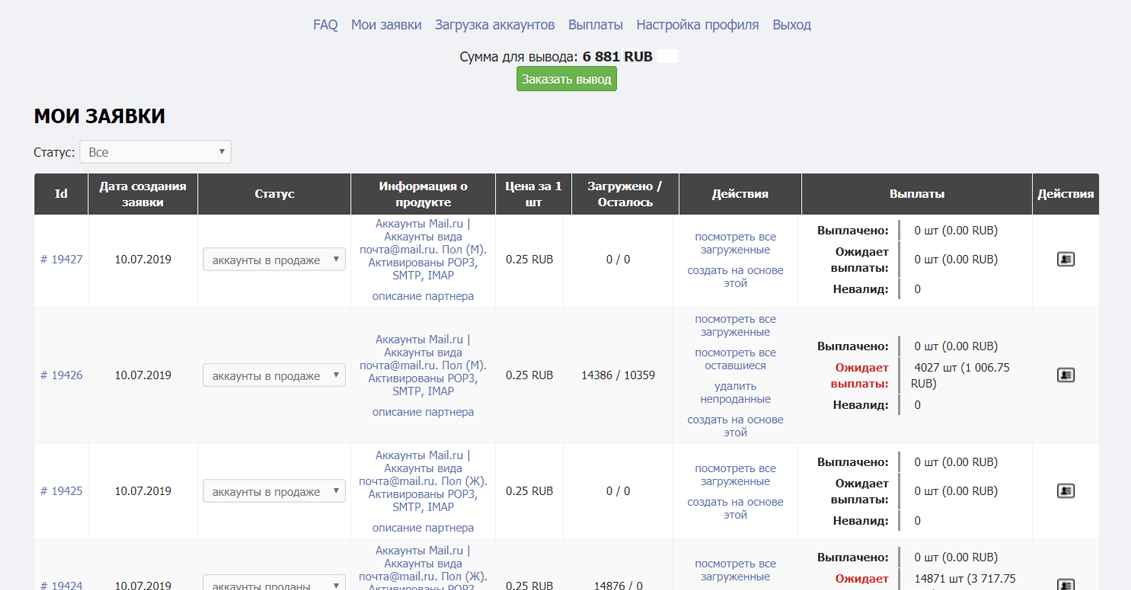 FAQ Мои заявки Загрузка аккаунтов Выплаты Настройка профиля Выход
Сумма для вывода: 6 881 RUB
Заказать вывод
МОИ ЗАЯВКИ
Статус: Все
Id
Дата создания
заявки
Статус
Информация о
продукте
Цена за 1
шт
Загружено /
Осталось
Действия
Выплаты
Действия
# 19427
10.07.2019
аккаунты в продаже
Аккаунты Mail.ru |
Аккаунты вида
почта@mail.ru. Пол (М).
Активированы POP3,
SMTP, IMAP
описание партнера
0.25 RUB
0 / 0
посмотреть все
загруженные
создать на основе
этой
Выплачено: 0 шт (0.00 RUB)
Ожидает
выплаты: 0 шт (0.00 RUB)
Невалид: 0
# 19426
10.07.2019
аккаунты в продаже
Аккаунты Mail.ru |
Аккаунты вида
почта@mail.ru. Пол (М).
Активированы POP3,
SMTP, IMAP
описание партнера
0.25 RUB
14386 / 10359
посмотреть все
загруженные
посмотреть все
оставшиеся
удалить
непроданные
создать на основе
этой
Выплачено: 0 шт (0.00 RUB)
Ожидает 4027 шт (1 006.75
выплаты: RUB)
Невалид: 0
# 19425
10.07.2019
аккаунты в продаже
Аккаунты Mail.ru |
Аккаунты вида
почта@mail.ru. Пол (Ж).
Активированы POP3,
SMTP, IMAP
описание партнера
0.25 RUB
0 / 0
посмотреть все
загруженные
создать на основе
этой
Выплачено: 0 шт (0.00 RUB)
Ожидает
выплаты: 0 шт (0.00 RUB)
Невалид: 0
# 19424
10.07.2019
аккаунты проданы
Аккаунты Mail.ru |
Аккаунты вида
почта@mail.ru. Пол (Ж).
Активированы POP3,
0.25 RUB
14876 / 0
посмотреть все
загруженные
Выплачено: 0 шт (0.00 RUB)
Ожидает 14871 шт (3 717.75